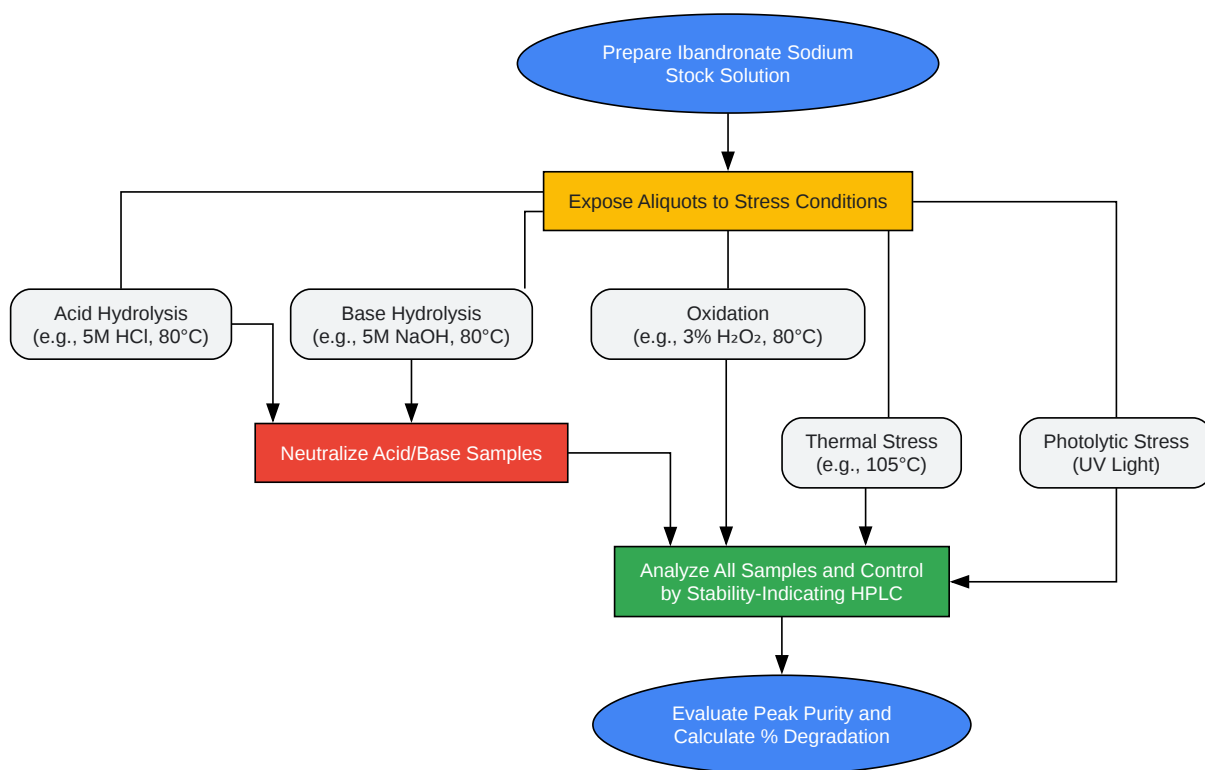 Prepare Ibandronate Sodium
Stock Solution
Expose Aliquots to Stress Conditions
Acid Hydrolysis
(e.g., 5M HCl, 80°C)
Base Hydrolysis
(e.g., 5M NaOH, 80°C)
Oxidation
(e.g., 3% H₂O₂, 80°C)
Neutralize Acid/Base Samples
Thermal Stress
(e.g., 105°C)
Photolytic Stress
(UV Light)
Analyze All Samples and Control
by Stability-Indicating HPLC
Evaluate Peak Purity and
Calculate % Degradation